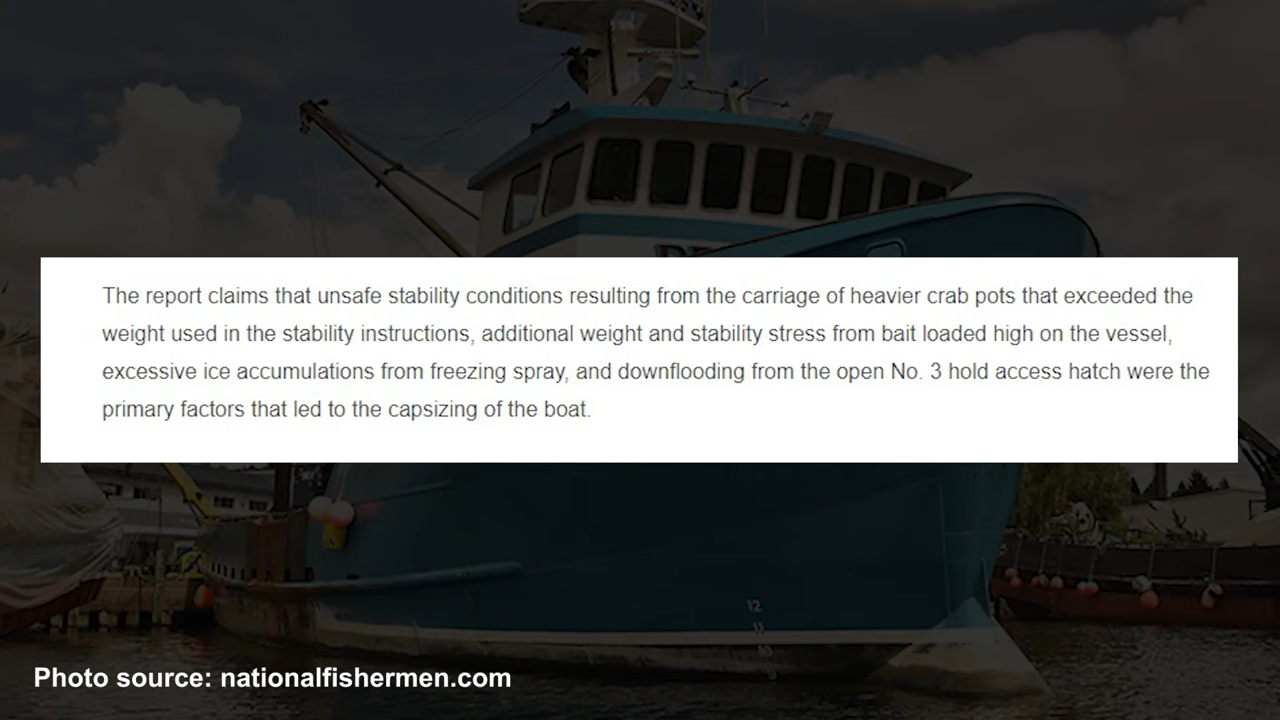 The report claims that unsafe stability conditions resulting from the carriage of heavier crab pots that exceeded the
weight used in the stability instructions, additional weight and stability stress from bait loaded high on the vessel,
excessive ice accumulations from freezing spray, and downflooding from the open No. 3 hold access hatch were the
primary factors that led to the capsizing of the boat.
12
11
10
Photo source: nationalfishermen.com